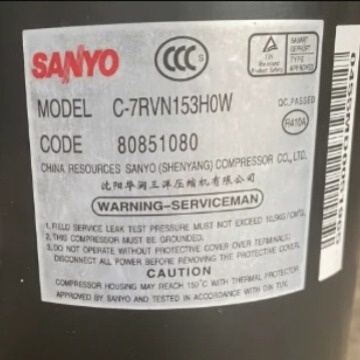 SANYO
CCC
MODEL C-7RVN153H0W
QC.PASSED
R410A
CODE 80851080
CHINA RESOURCES SANYO (SHENYANG) COMPRESSOR CO., LTD.
沈阳华润三洋压缩机有限公司
WARNING-SERVICEMAN
1. FIELD SERVICE LEAK TEST PRESSURE MUST NOT EXCEED
2. THIS COMPRESSOR MUST BE GROUNDED.
3. DO NOT OPERATE WITHOUT PROTECTIVE COVER OVER TERMINALS.
DISCONNECT ALL POWER BEFORE REMOVING THE PROTECTIVE COVER.
CAUTION
COMPRESSOR HOUSING MAY REACH 150°C WITH THERMAL PROTECTOR
APPROVED BY SANYO AND TESTED IN ACCORDANCE WITH DIN TUV.